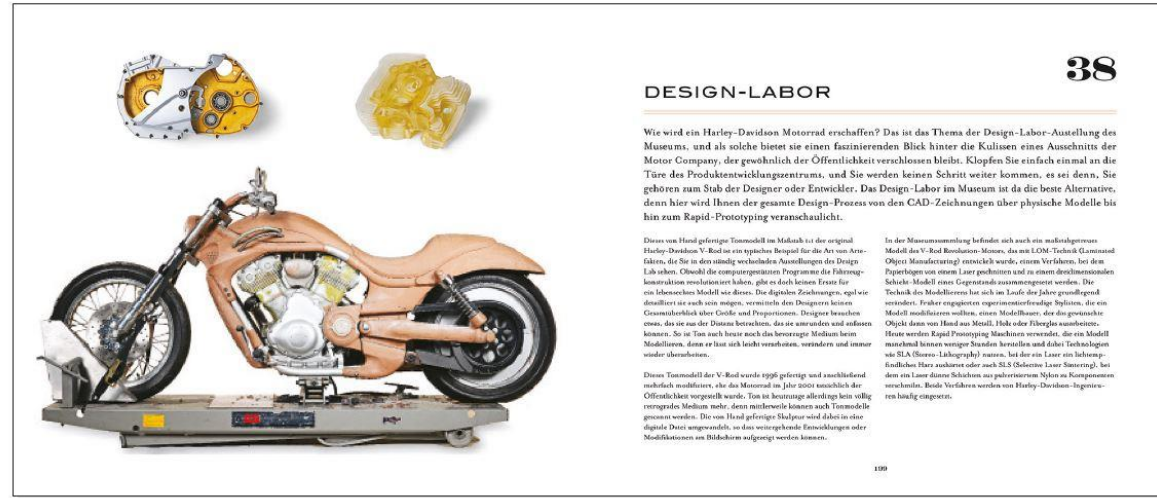 38
DESIGN-LABOR
Wie wird ein Harley-Davidson Motorrad erschaffen? Das ist das Thema der Design-Labor-Austellung des
Museums, und als solche bietet sie einen faszinierenden Blick hinter die Kulissen eines Ausschnitts der
Motor Company, der gewöhnlich der Öffentlichkeit verschlossen bleibt. Klopfen Sie einfach einmal an die
Türe des Produktentwicklungszentrums, und Sie werden keinen Schritt weiter kommen, es sei denn, Sie
gehören zum Stab der Designer oder Entwickler. Das Design-Labor im Museum ist da die beste Alternative,
denn hier wird Ihnen der gesamte Design-Prozess von den CAD-Zeichnungen über physische Modelle bis
hin zum Rapid-Prototyping veranschaulicht.
Dieses von Hand gefertigte Tonmodell im Maßstab 1:1 der original
Harley-Davidson V-Rod ist ein typisches Beispiel für die Art von Arte-
fakten, die Sie in den ständig wechselnden Ausstellungen des Design
Lab sehen. Obwohl die computergestützten Programme die Fahrzeug-
konstruktion revolutioniert haben, gibt es doch keinen Ersatz für
ein lebensechtes Modell wie dieses. Die digitalen Zeichnungen, egal wie
detailliert sie auch sein mögen, vermitteln den Designern keinen
Gesamtüberblick über Größe und Proportionen. Designer brauchen
etwas, das sie aus der Distanz betrachten, das sie umrunden und anfassen
können. So ist Ton auch heute noch das bevorzugte Medium beim
Modellieren, denn er lässt sich leicht verarbeiten, verändern und immer
wieder überarbeiten.
Dieses Tonmodell der V-Rod wurde 1996 gefertigt und anschließend
mehrfach modifiziert, ehe das Motorrad im Jahr 2001 tatsächlich der
Öffentlichkeit vorgestellt wurde. Ton ist heutzutage allerdings kein völlig
retrogrades Medium mehr, denn mittlerweile können auch Tonmodelle
gescannt werden. Die von Hand gefertigte Skulptur wird dabei in eine
digitale Datei umgewandelt, so dass weitergehende Entwicklungen oder
Modifikationen am Bildschirm aufgezeigt werden können.
In der Museumssammlung befindet sich auch ein maßstabgetreues
Modell des V-Rod Revolution-Motors, das mit LOM-Technik (Laminated
Object Manufacturing) entwickelt wurde, einem Verfahren, bei dem
Papierbögen von einem Laser geschnitten und zu einem dreidimensionalen
Schicht-Modell eines Gegenstands zusammengesetzt werden. Die
Technik des Modellierens hat sich im Laufe der Jahre grundlegend
verändert. Früher engagierten experimentierfreudige Stylisten, die ein
Modell modifizieren wollten, einen Modellbauer, der das gewünschte
Objekt dann von Hand aus Metall, Holz oder Fiberglas ausarbeitete.
Heute werden Rapid Prototyping Maschinen verwendet, die ein Modell
manchmal binnen weniger Stunden herstellen und dabei Technologien
wie SLA (Stereo-Lithography) nutzen, bei der ein Laser ein lichtemp-
findliches Harz aushärtet oder auch SLS (Selective Laser Sintering), bei
dem ein Laser dünne Schichten aus pulverisiertem Nylon zu Komponenten
verschmilzt. Beide Verfahren werden von Harley-Davidson-Ingenieu-
ren häufig eingesetzt.
199